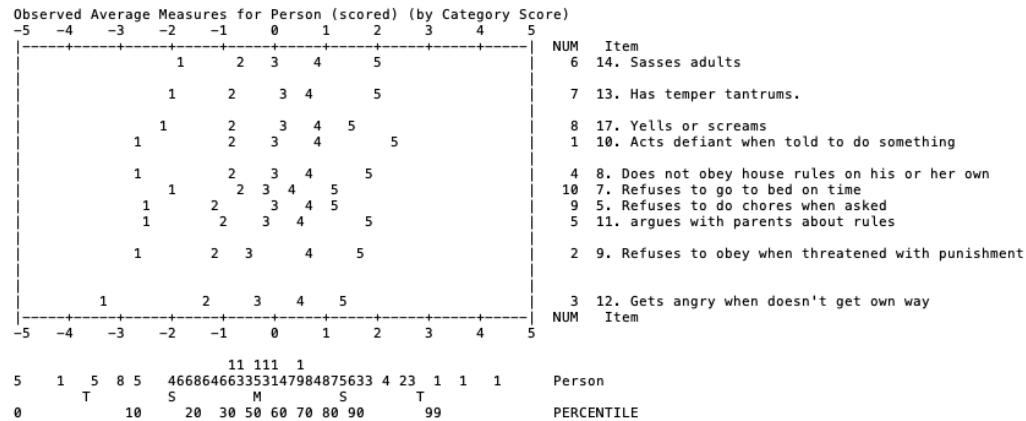 Observed Average Measures for Person (scored) (by Category Score)
-5 -4 -3 -2 -1 0 1 2 3 4 5
|-----+-----+-----+-----+-----+-----+-----+-----+-----+-----| NUM Item
1 2 3 4 5 6 14. Sasses adults
1 2 3 4 5 7 13. Has temper tantrums.
1 2 3 4 5 8 17. Yells or screams
1 2 3 4 5 1 10. Acts defiant when told to do something
1 2 3 4 5 4 8. Does not obey house rules on his or her own
1 2 3 4 5 10 7. Refuses to go to bed on time
1 2 3 4 5 9 5. Refuses to do chores when asked
1 2 3 4 5 5 11. argues with parents about rules
1 2 3 4 5 2 9. Refuses to obey when threatened with punishment
1 2 3 4 5 3 12. Gets angry when doesn't get own way
|-----+-----+-----+-----+-----+-----+-----+-----+-----+-----| NUM Item
-5 -4 -3 -2 -1 0 1 2 3 4 5
11 111 1
5 1 5 8 5 46686466335314798487563 3 4 23 1 1 1 Person
T S M S T
0 10 20 30 50 60 70 80 90 99 PERCENTILE